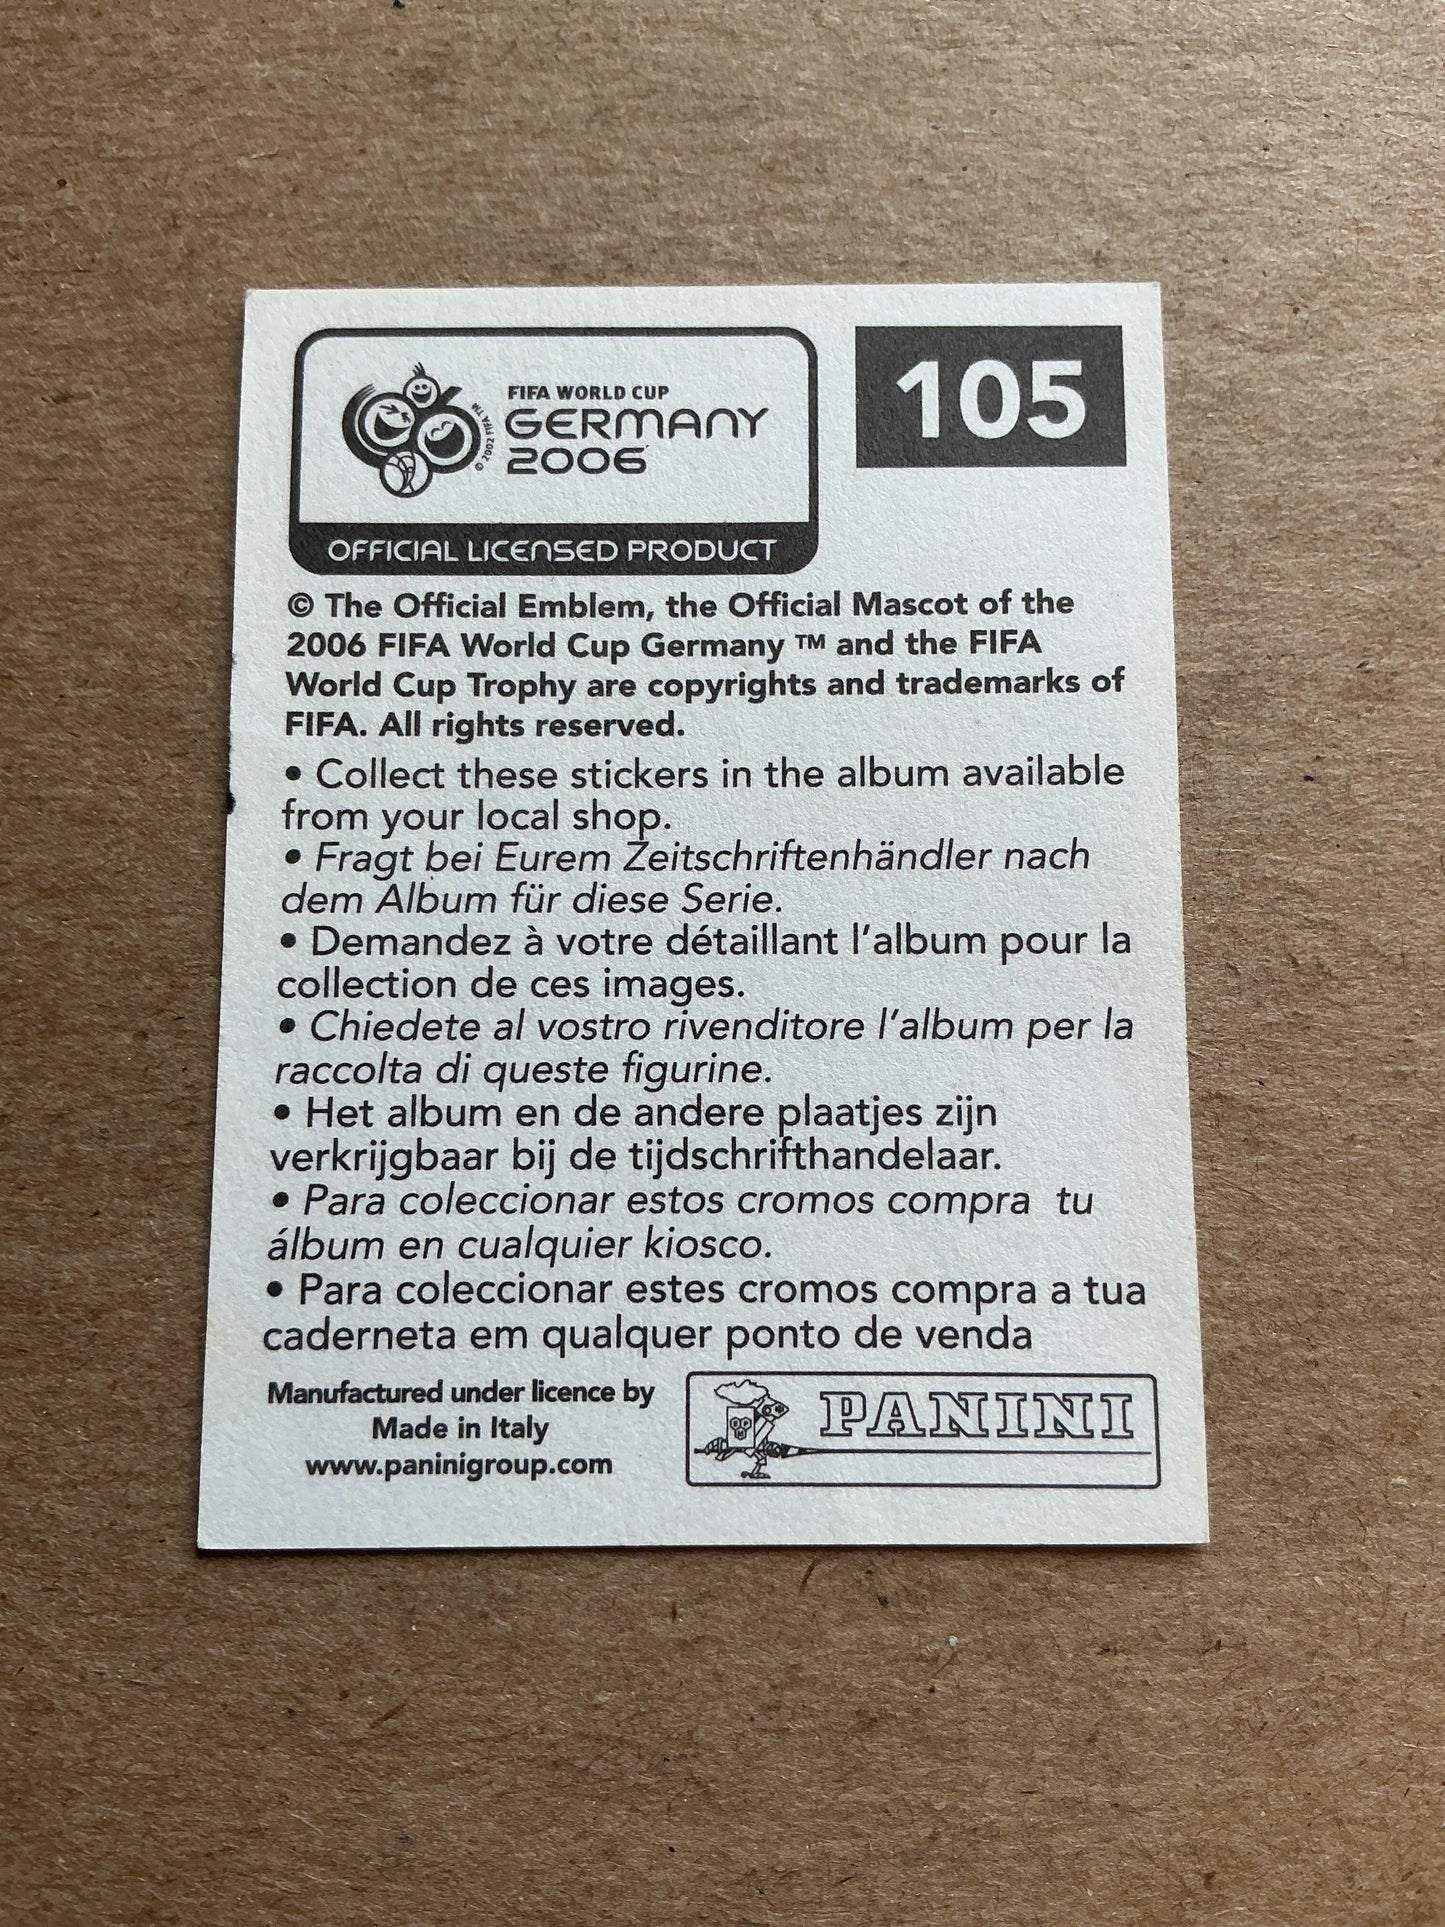 FIFA WORLD CUP
GERMANY
2006
© 2002 FIFA TM
105
OFFICIAL LICENSED PRODUCT
© The Official Emblem, the Official Mascot of the
2006 FIFA World Cup Germany ™ and the FIFA
World Cup Trophy are copyrights and trademarks of
FIFA. All rights reserved.
• Collect these stickers in the album available
from your local shop.
• Fragt bei Eurem Zeitschriftenhändler nach
dem Album für diese Serie.
• Demandez à votre détaillant l’album pour la
collection de ces images.
• Chiedete al vostro rivenditore l’album per la
raccolta di queste figurine.
• Het album en de andere plaatjes zijn
verkrijgbaar bij de tijdschrifthandelaar.
• Para coleccionar estos cromos compra  tu
álbum en cualquier kiosco.
• Para coleccionar estes cromos compra a tua
caderneta em qualquer ponto de venda
Manufactured under licence by
Made in Italy
www.paninigroup.com
PANINI